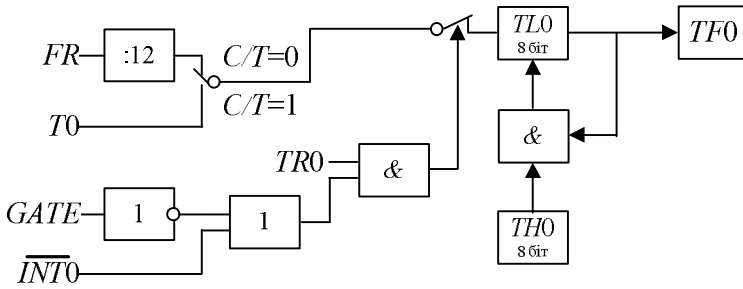 FR
:12
C/T=0
C/T=1
T0
TL0
8 біт
TF0
&
TR0
&
GATE
1
1
INT0
TH0
8 біт